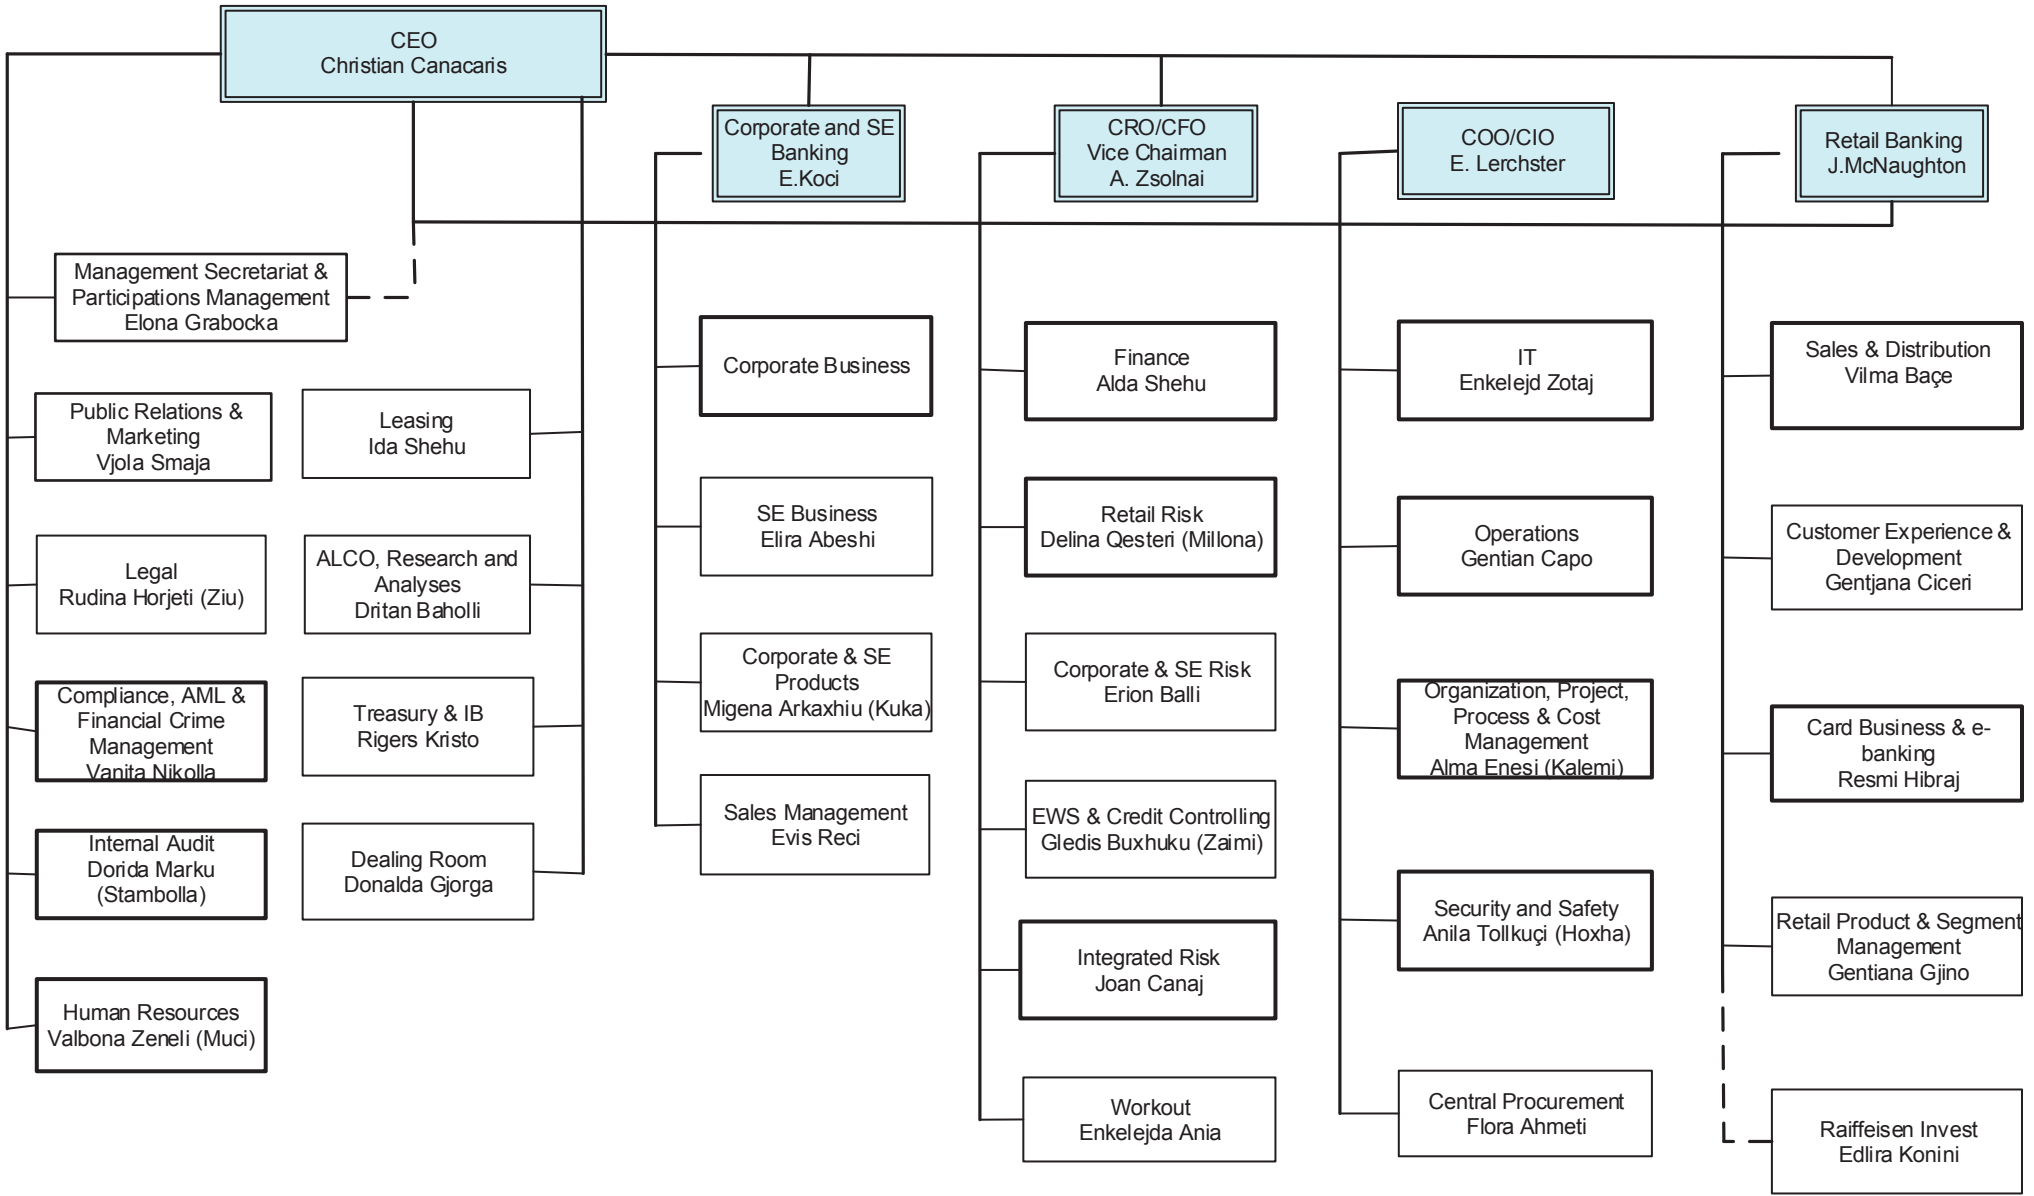 CEO
Christian Canacaris
Corporate and SE
Banking
E.Koci
CRO/CFO
Vice Chairman
A. Zsolnai
COO/CIO
E. Lerchster
Retail Banking
J.McNaughton
Management Secretariat &
Participations Management
Elona Grabocka
Public Relations &
Marketing
Vjola Smaja
Legal
Rudina Horjeti (Ziu)
Compliance, AML &
Financial Crime
Management
Vanita Nikolla
Internal Audit
Dorida Marku
(Stambolla)
Human Resources
Valbona Zeneli (Muci)
Leasing
Ida Shehu
ALCO, Research and
Analyses
Dritan Baholli
Treasury & IB
Rigers Kristo
Dealing Room
Donalda Gjorga
Corporate Business
SE Business
Elira Abeshi
Corporate & SE
Products
Migena Arkaxhiu (Kuka)
Sales Management
Evis Reci
Finance
Alda Shehu
Retail Risk
Delina Qesteri (Millona)
Corporate & SE Risk
Erion Balli
EWS & Credit Controlling
Gledis Buxhuku (Zaimi)
Integrated Risk
Joan Canaj
Workout
Enkelejda Ania
IT
Enkelejd Zotaj
Operations
Gentian Capo
Organization, Project,
Process & Cost
Management
Alma Enesi (Kalemi)
Security and Safety
Anila Tollkuçi (Hoxha)
Central Procurement
Flora Ahmeti
Sales & Distribution
Vilma Baçe
Customer Experience &
Development
Gentjana Ciceri
Card Business & e-
banking
Resmi Hibraj
Retail Product & Segment
Management
Gentiana Gjino
Raiffeisen Invest
Edlira Konini